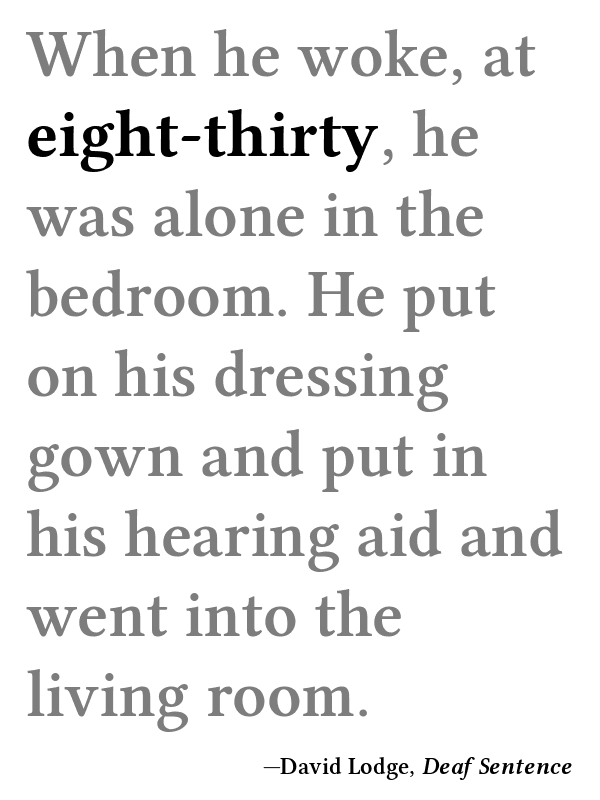 When he woke, at
eight-thirty, he
was alone in the
bedroom. He put
on his dressing
gown and put in
his hearing aid and
went into the
living room.
—David Lodge, Deaf Sentence